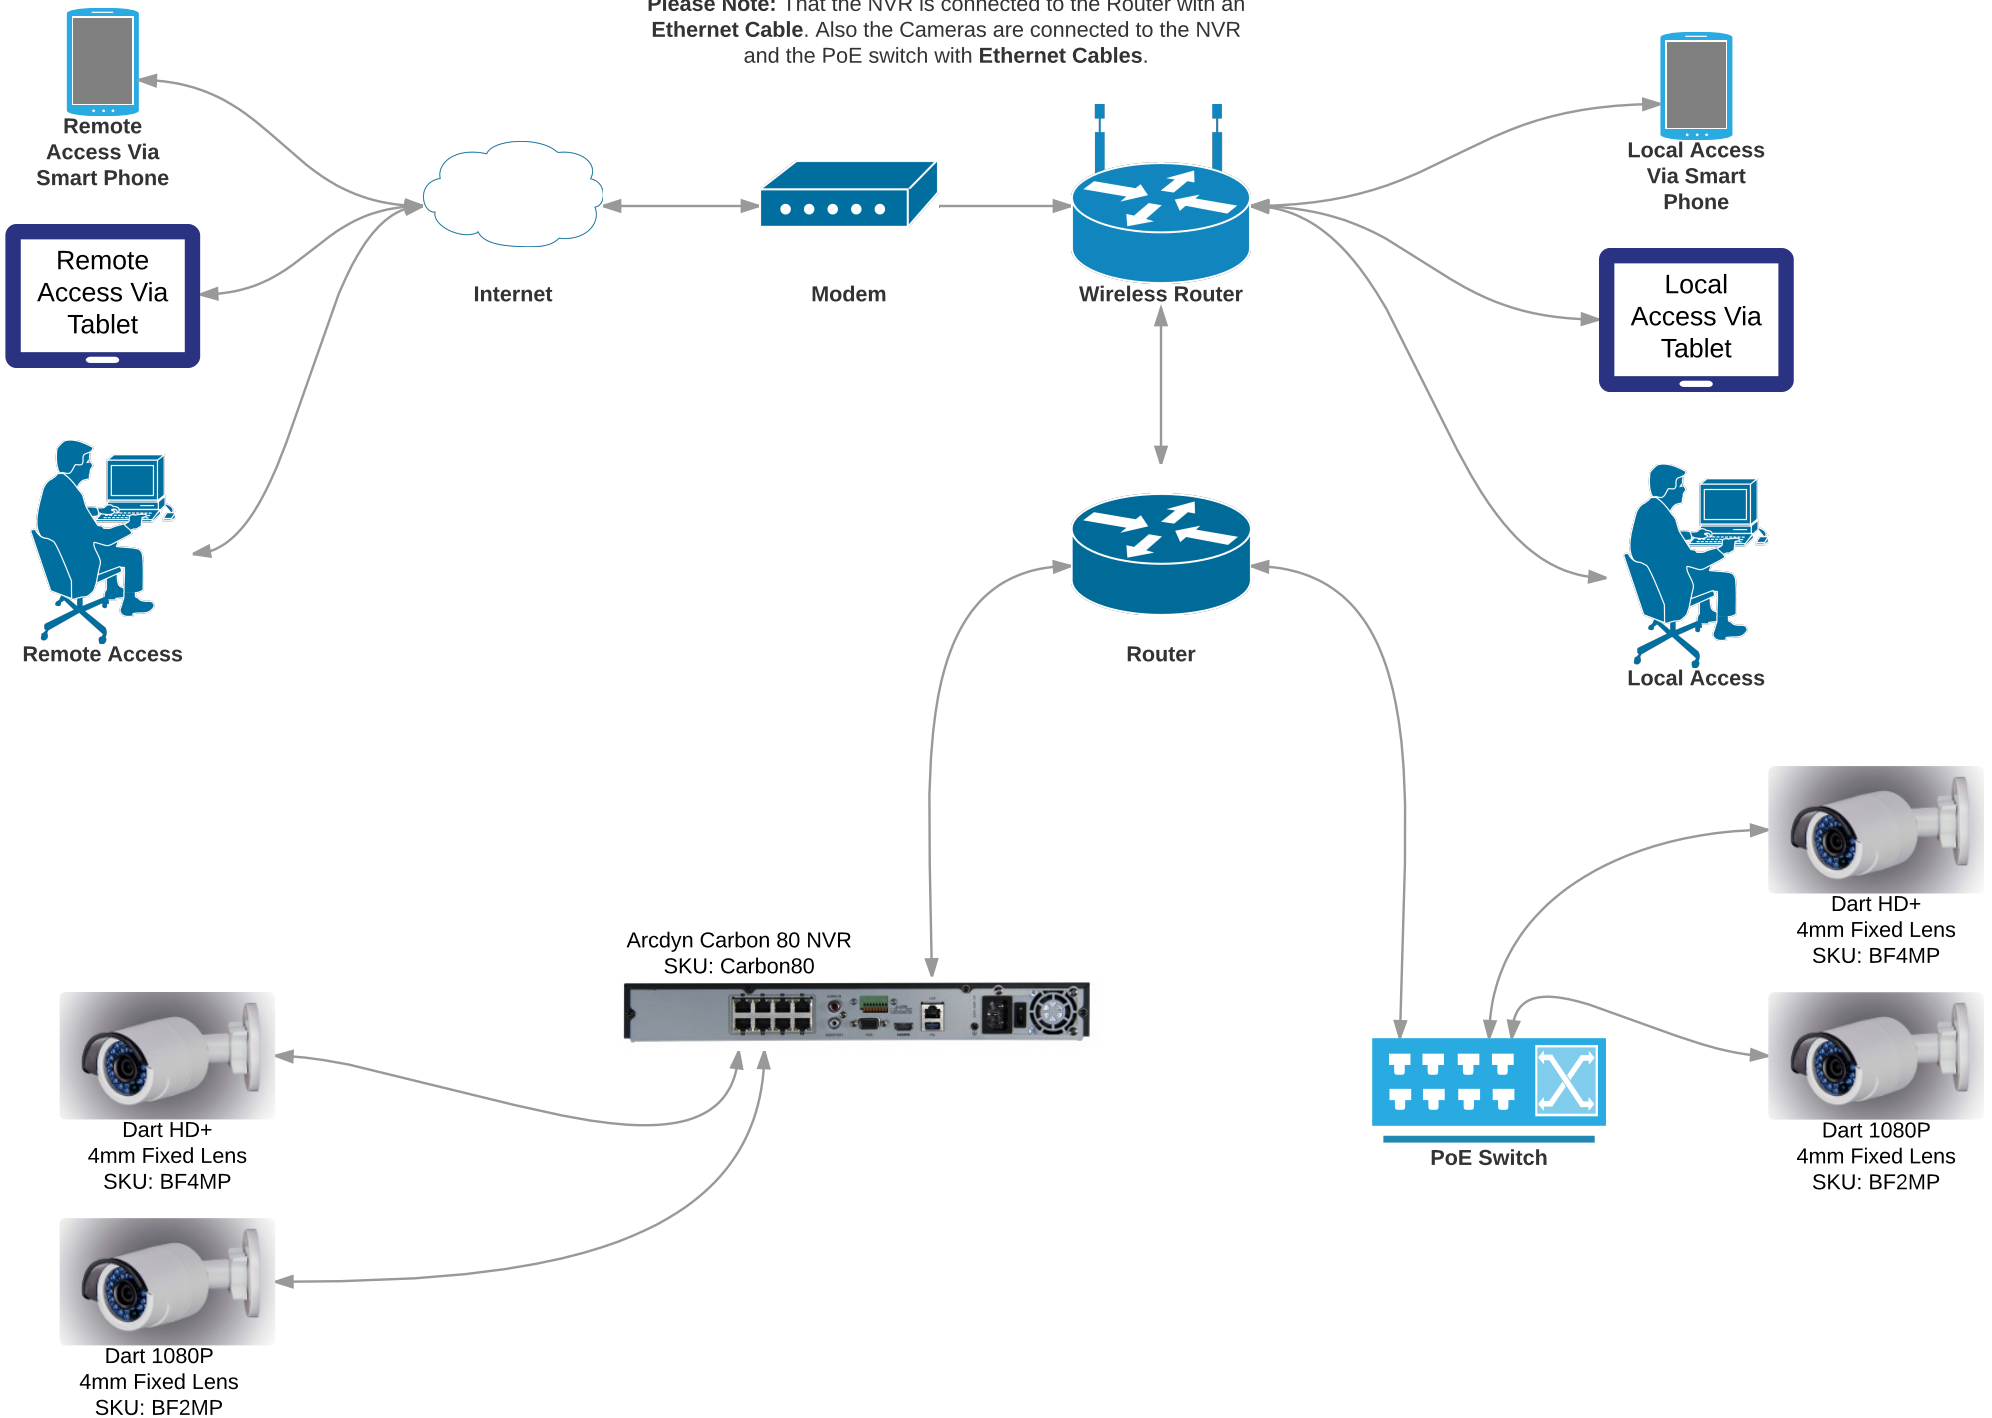 Please Note: That the NVR is connected to the Router with an
Ethernet Cable. Also the Cameras are connected to the NVR
and the PoE switch with Ethernet Cables.
Remote
Access Via
Smart Phone
Local Access
Via Smart
Phone
Remote
Access Via
Tablet
Internet
Modem
Wireless Router
Local
Access Via
Tablet
Remote Access
Router
Local Access
Arcdyn Carbon 80 NVR
SKU: Carbon80
Dart HD+
4mm Fixed Lens
SKU: BF4MP
Dart HD+
4mm Fixed Lens
SKU: BF4MP
PoE Switch
Dart 1080P
4mm Fixed Lens
SKU: BF2MP
Dart 1080P
4mm Fixed Lens
SKU: BF2MP